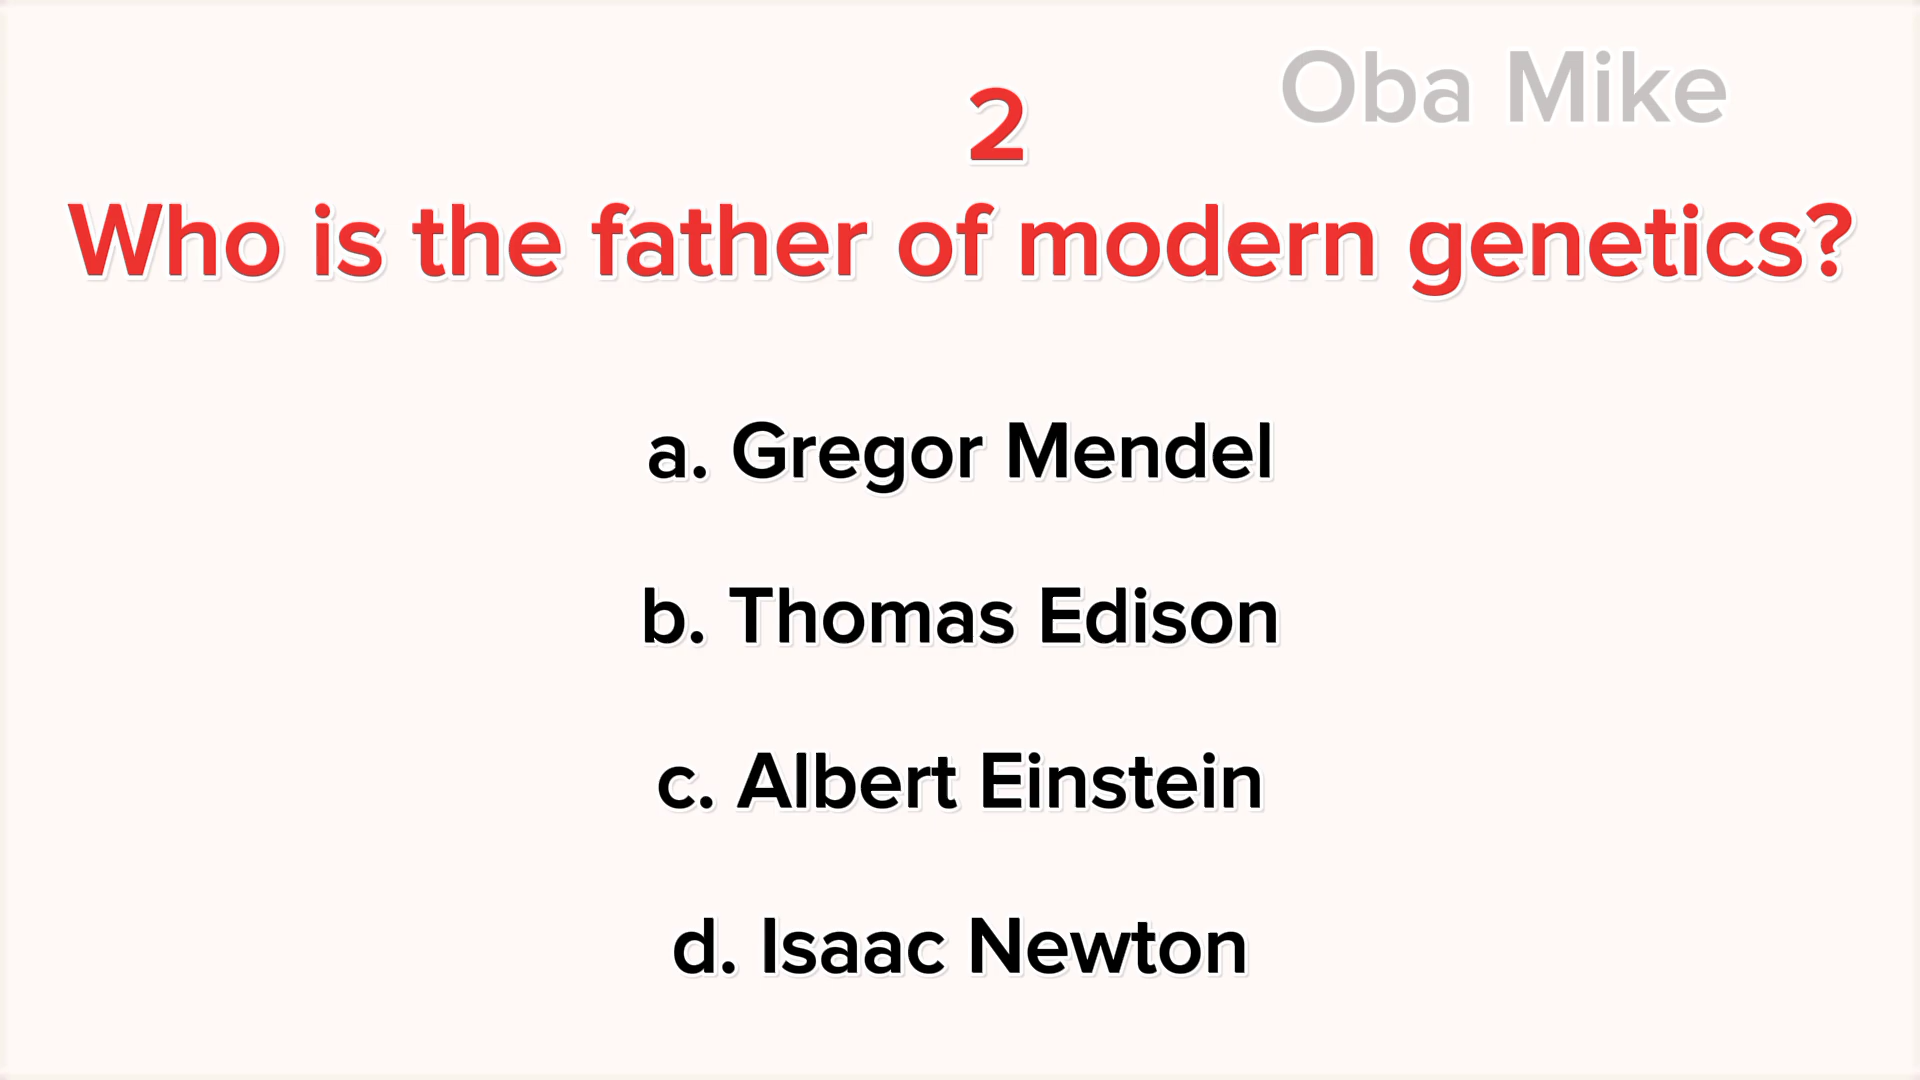 Oba Mike
2
Who is the father of modern genetics?
a. Gregor Mendel
b. Thomas Edison
c. Albert Einstein
d. Isaac Newton